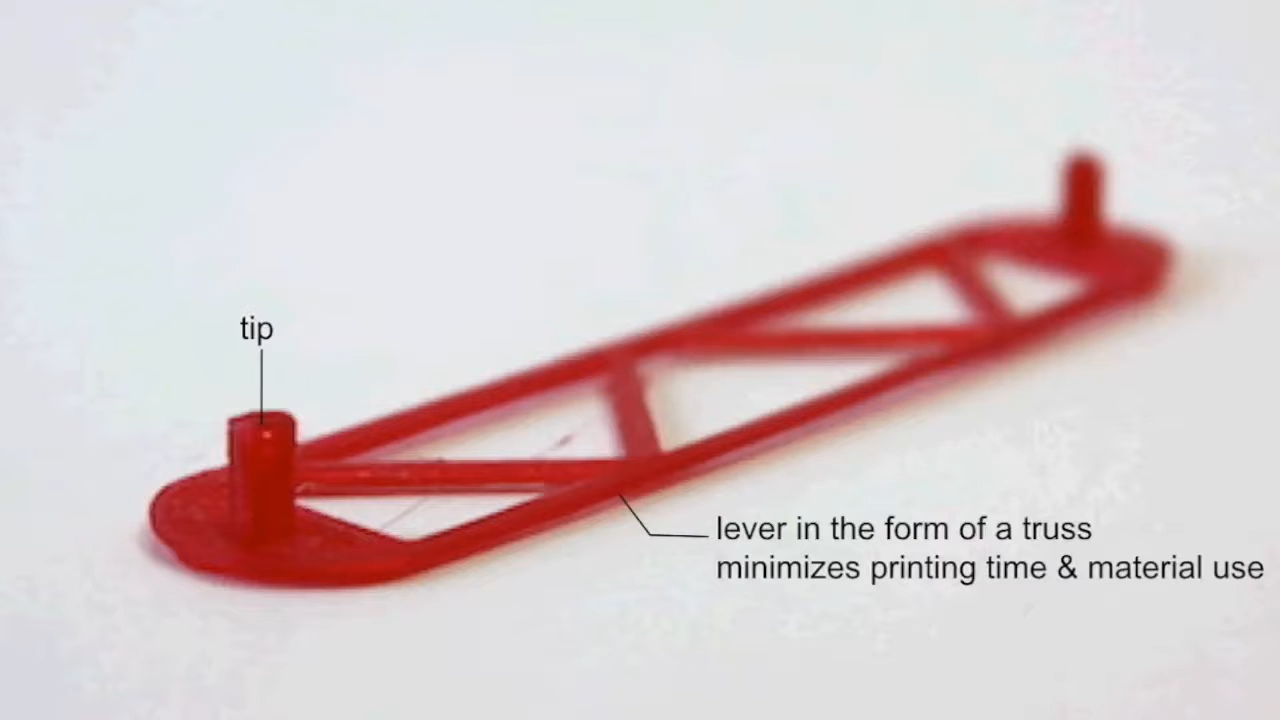 tip
lever in the form of a truss
minimizes printing time & material use